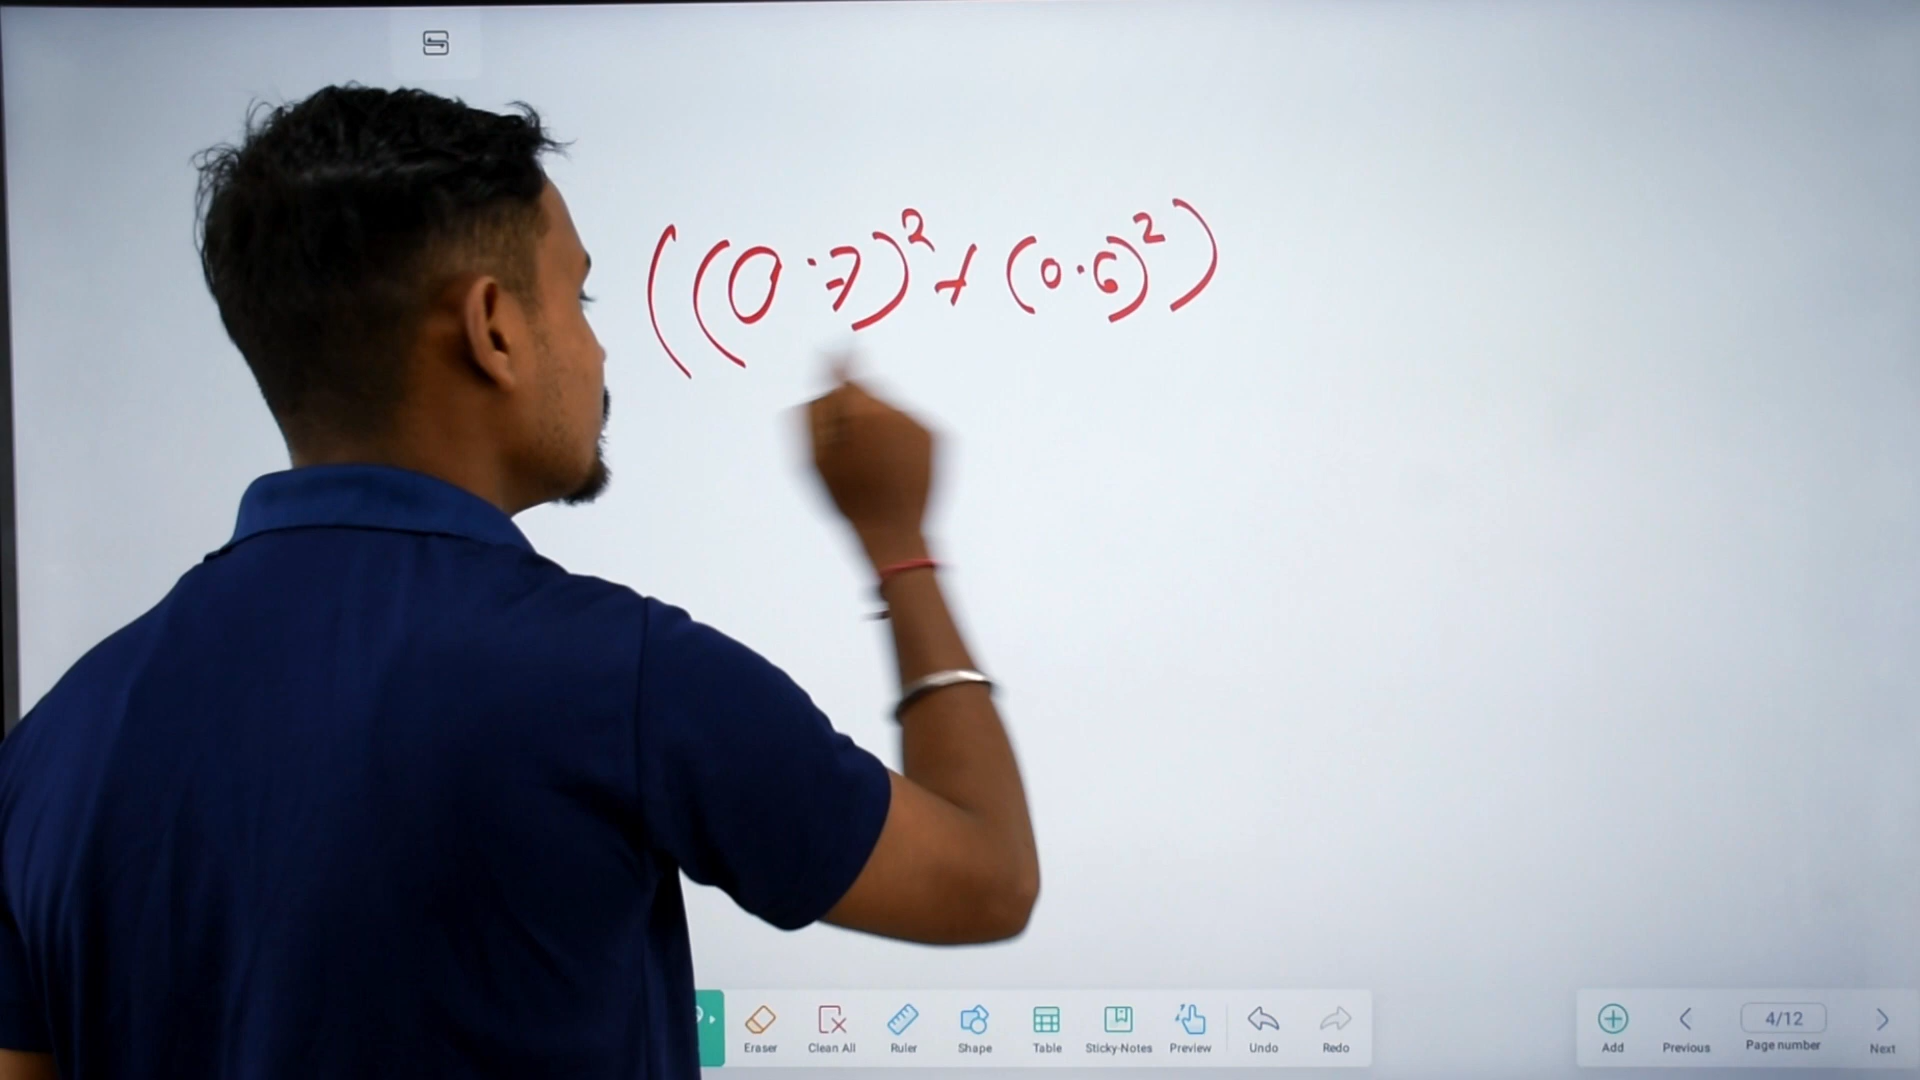 ((0.7)² + (0.6)²)
Eraser Clean All Ruler Shape Table Sticky-Notes Preview Undo Redo Add Previous 4/12 Page number Next